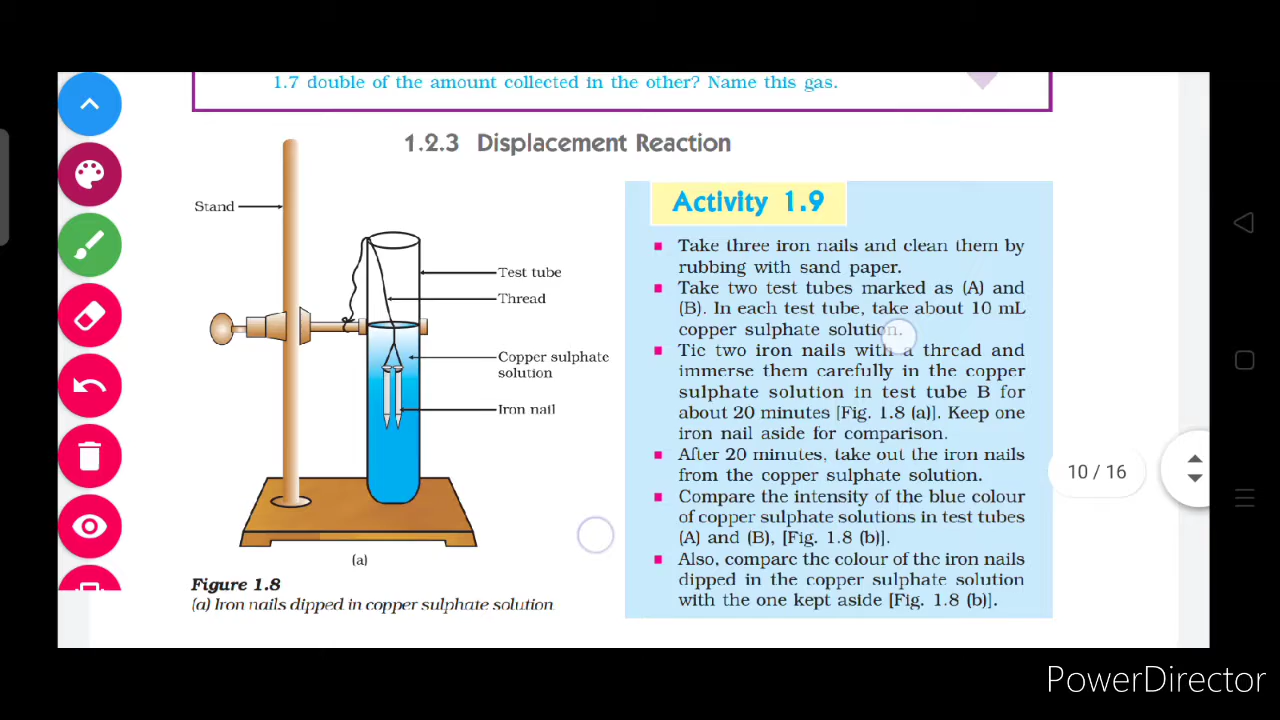 1.7 double of the amount collected in the other? Name this gas.
1.2.3 Displacement Reaction
Stand
Test tube
Thread
Copper sulphate
solution
Iron nail
(a)
Figure 1.8
(a) Iron nails dipped in copper sulphate solution
Activity 1.9
Take three iron nails and clean them by
rubbing with sand paper.
Take two test tubes marked as (A) and
(B). In each test tube, take about 10 mL
copper sulphate solution.
Tie two iron nails with a thread and
immerse them carefully in the copper
sulphate solution in test tube B for
about 20 minutes [Fig. 1.8 (a)]. Keep one
iron nail aside for comparison.
After 20 minutes, take out the iron nails
from the copper sulphate solution.
Compare the intensity of the blue colour
of copper sulphate solutions in test tubes
(A) and (B), [Fig. 1.8 (b)].
Also, compare the colour of the iron nails
dipped in the copper sulphate solution
with the one kept aside [Fig. 1.8 (b)].
10 / 16
PowerDirector